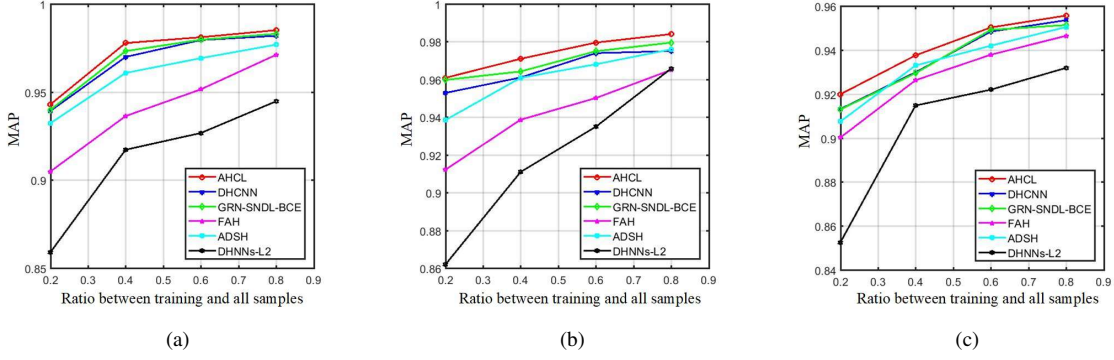 1
0.95
0.9
0.85
MAP
0.2 0.3 0.4 0.5 0.6 0.7 0.8 0.9
Ratio between training and all samples
AHCL
DHCNN
GRN-SNDL-BCE
FAH
ADSH
DHNNs-L2
(a)
1
0.98
0.96
0.94
0.92
0.9
0.88
0.86
MAP
0.2 0.3 0.4 0.5 0.6 0.7 0.8 0.9
Ratio between training and all samples
AHCL
DHCNN
GRN-SNDL-BCE
FAH
ADSH
DHNNs-L2
(b)
0.96
0.94
0.92
0.9
0.88
0.86
0.84
MAP
0.2 0.3 0.4 0.5 0.6 0.7 0.8 0.9
Ratio between training and all samples
AHCL
DHCNN
GRN-SNDL-BCE
FAH
ADSH
DHNNs-L2
(c)